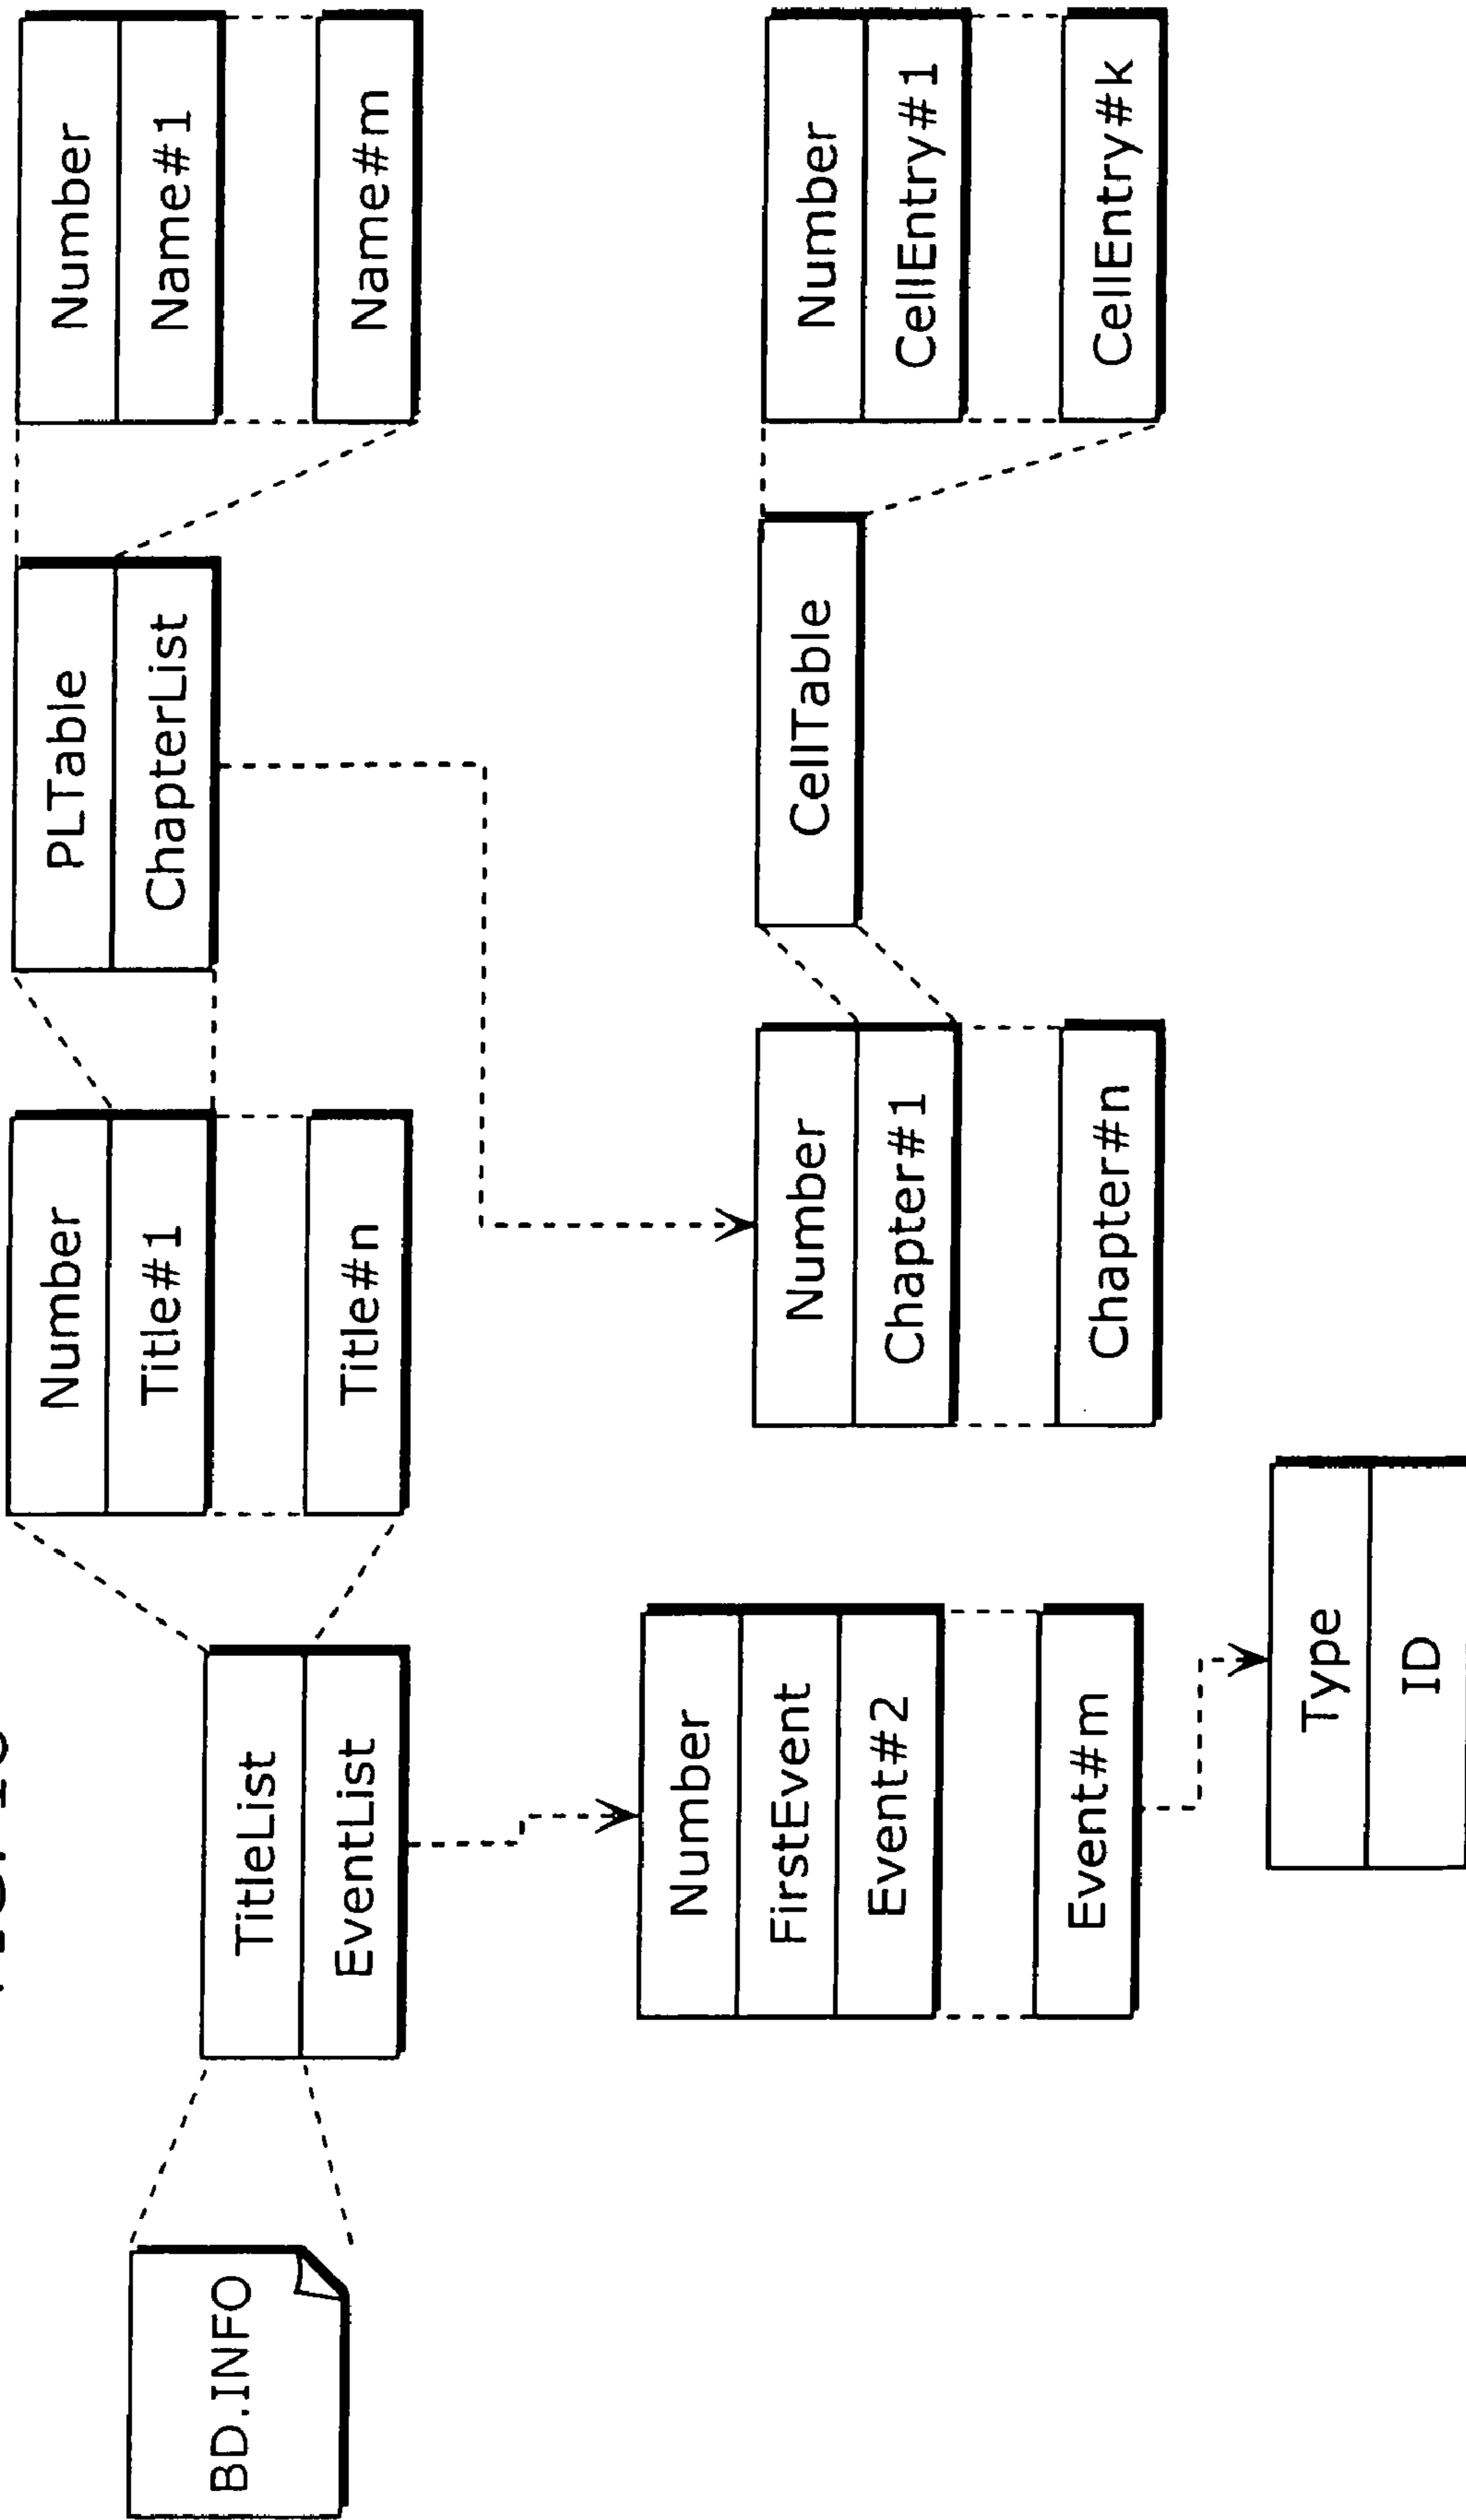 BD.INFO
TitleList
EventList
Number
Title#1
Title#n
PLTable
ChapterList
Number
Name#1
Name#m
Number
FirstEvent
Event#2
Event#m
Type
ID
Number
Chapter#1
Chapter#n
CellTable
Number
CellEntry#1
CellEntry#k